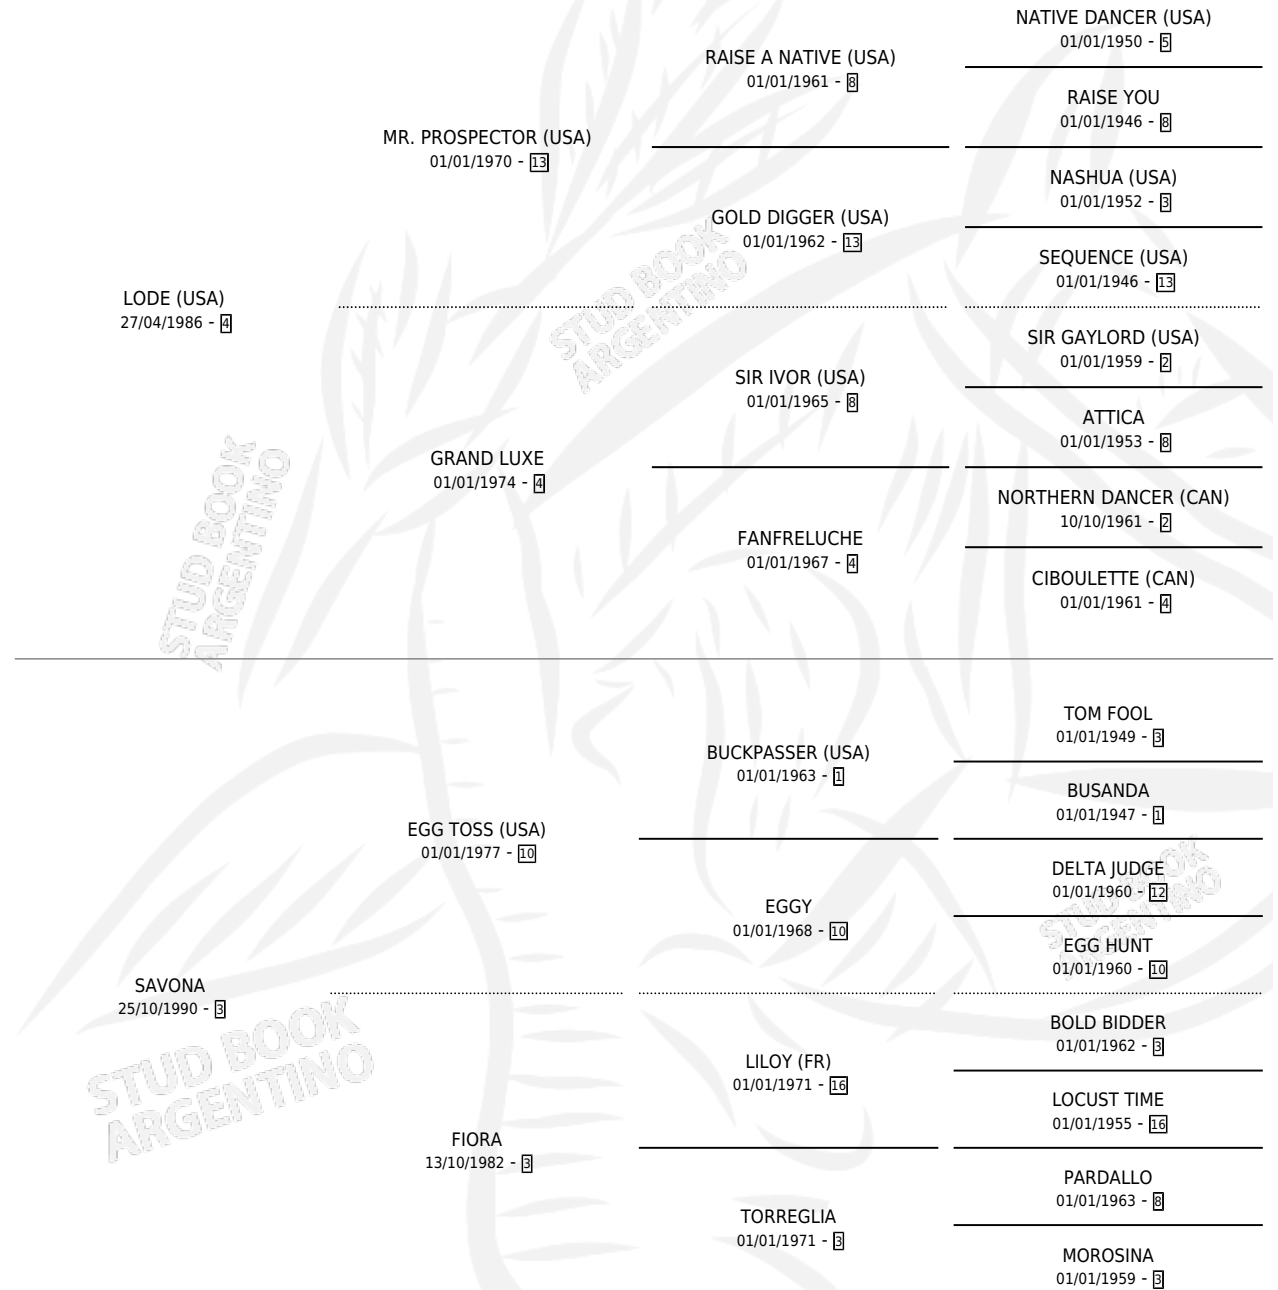 NATIVE DANCER (USA)
01/01/1950 - 5
RAISE A NATIVE (USA)
01/01/1961 - 8
RAISE YOU
01/01/1946 - 8
MR. PROSPECTOR (USA)
01/01/1970 - 13
NASHUA (USA)
01/01/1952 - 3
GOLD DIGGER (USA)
01/01/1962 - 13
SEQUENCE (USA)
01/01/1946 - 13
LODE (USA)
27/04/1986 - 4
STUD BOOK
ARGENTINO
SIR GAYLORD (USA)
01/01/1959 - 2
SIR IVOR (USA)
01/01/1965 - 8
ATTICA
01/01/1953 - 8
GRAND LUXE
01/01/1974 - 4
NORTHERN DANCER (CAN)
10/10/1961 - 2
FANFRELUCHE
01/01/1967 - 4
CIBOULETTE (CAN)
01/01/1961 - 4
STUD BOOK
ARGENTINO
TOM FOOL
01/01/1949 - 3
BUCKPASSER (USA)
01/01/1963 - 1
BUSANDA
01/01/1947 - 1
EGG TOSS (USA)
01/01/1977 - 10
DELTA JUDGE
01/01/1960 - 12
EGGY
01/01/1968 - 10
EGG HUNT
01/01/1960 - 10
STUD BOOK
ARGENTINO
SAVONA
25/10/1990 - 3
BOLD BIDDER
01/01/1962 - 3
LILOY (FR)
01/01/1971 - 16
LOCUST TIME
01/01/1955 - 16
STUD BOOK
ARGENTINO
FIORA
13/10/1982 - 3
PARDALLO
01/01/1963 - 8
TORREGLIA
01/01/1971 - 3
MOROSINA
01/01/1959 - 3